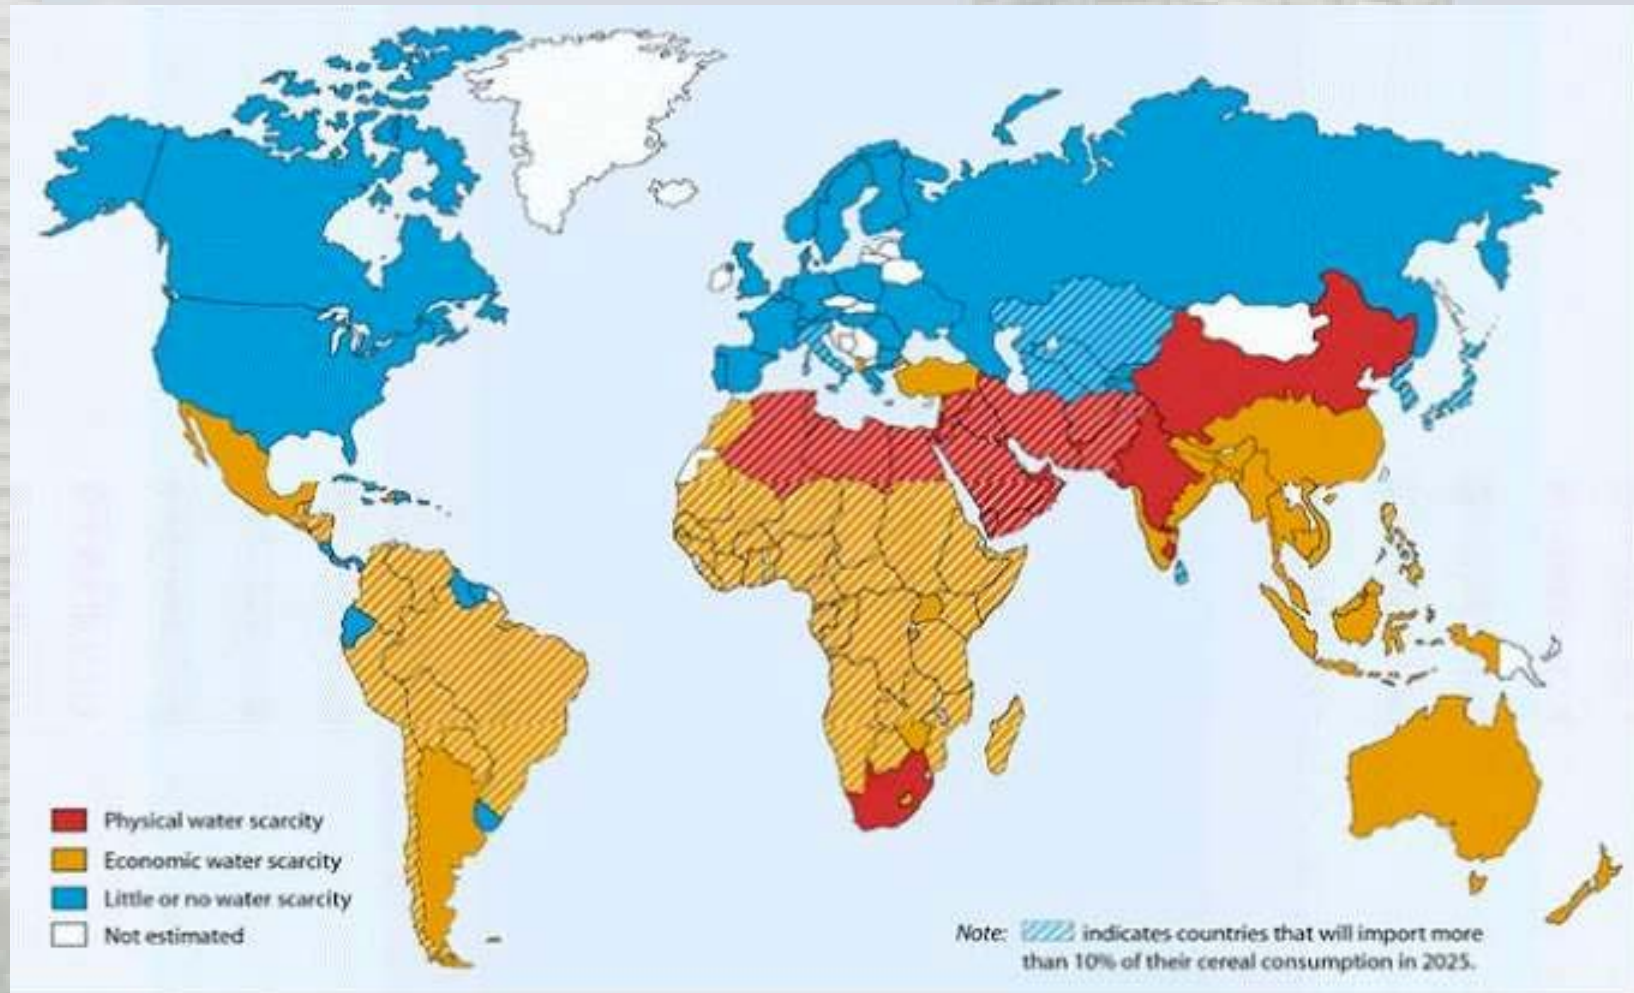 Physical water scarcity
Economic water scarcity
Little or no water scarcity
Not estimated
Note: indicates countries that will import more
than 10% of their cereal consumption in 2025.